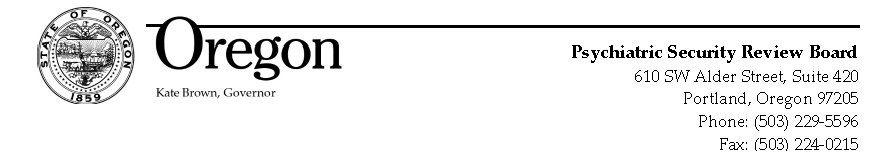 STATE OF OREGON
1859
Oregon
Kate Brown, Governor
Psychiatric Security Review Board
610 SW Alder Street, Suite 420
Portland, Oregon 97205
Phone: (503) 229-5596
Fax: (503) 224-0215